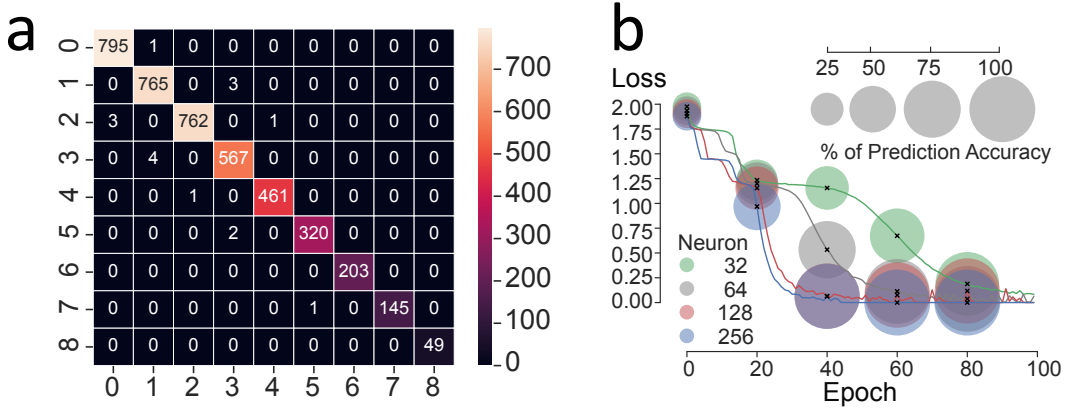 a
0 795 1 0 0 0 0 0 0 0
1 0 765 0 3 0 0 0 0 0
2 3 0 762 0 1 0 0 0 0
3 0 4 0 567 0 0 0 0 0
4 0 0 1 0 461 0 0 0 0
5 0 0 0 2 0 320 0 0 0
6 0 0 0 0 0 0 203 0 0
7 0 0 0 0 0 1 0 145 0
8 0 0 0 0 0 0 0 0 49
0 1 2 3 4 5 6 7 8
700
600
500
400
300
200
100
0
b
25 50 75 100
% of Prediction Accuracy
Loss
2.00
1.75
1.50
1.25
1.00
0.75
0.50
0.25
0.00
Neuron
32
64
128
256
0 20 40 60 80 100
Epoch